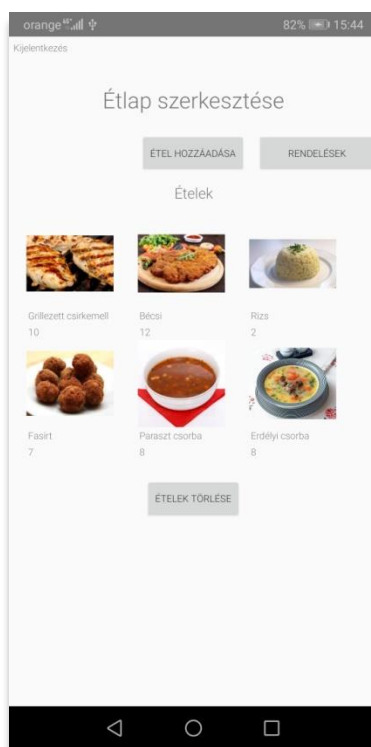 orange 82% 15:44
Kijelentkezés
Étlap szerkesztése
ÉTEL HOZZÁADÁSA RENDELÉSEK
Ételek
Grillezett csirkemell Bécsi Rizs
10 12 2
Fasírt Paraszt csorba Erdélyi csorba
7 8 8
ÉTELEK TÖRLÉSE